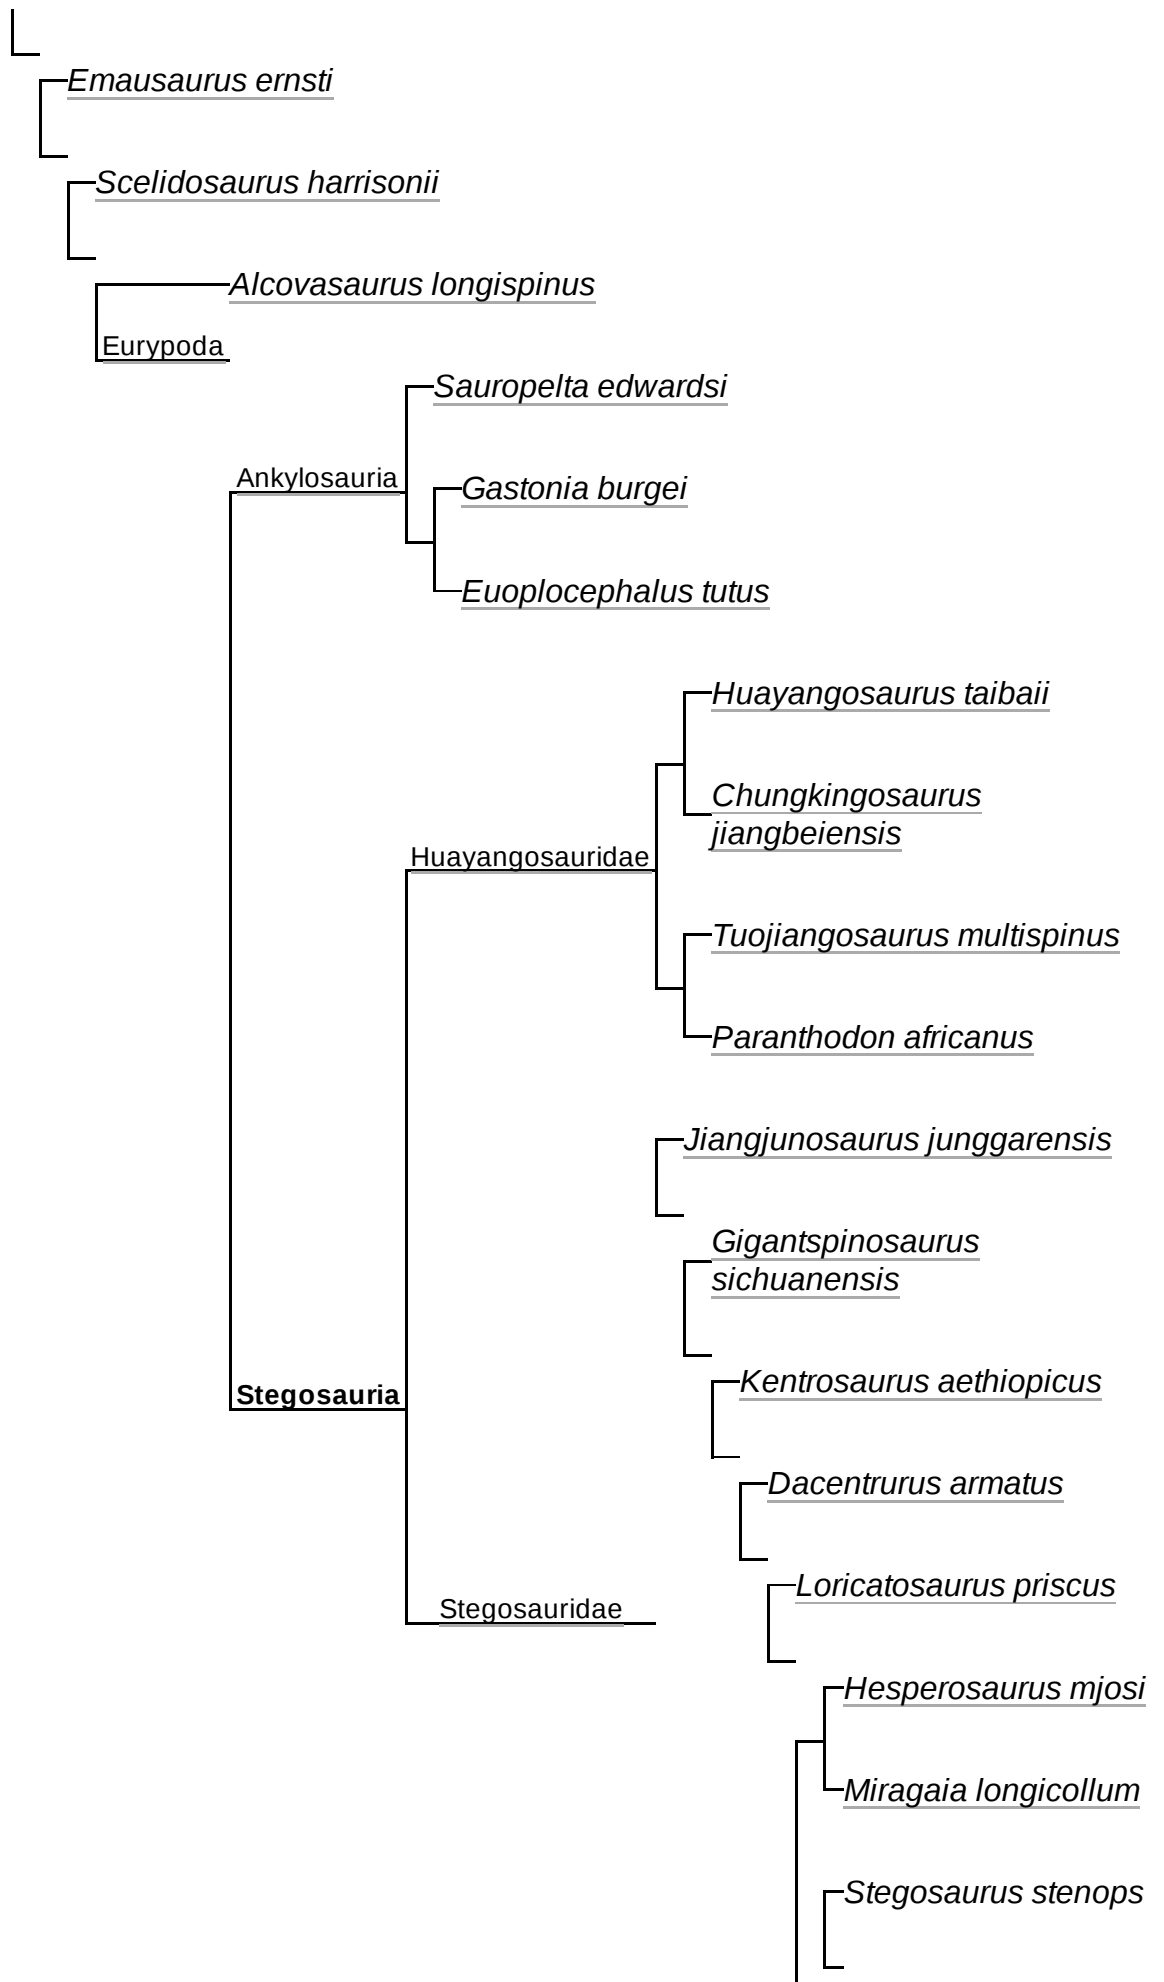 Emausaurus ernsti
Scelidosaurus harrisonii
Alcovasaurus longispinus
Eurypoda
Sauropelta edwardsi
Ankylosauria
Gastonia burgei
Euoplocephalus tutus
Huayangosaurus taibaii
Chungkingosaurus
jiangbeiensis
Huayangosauridae
Tuojiangosaurus multispinus
Paranthodon africanus
Jiangjunosaurus junggarensis
Gigantspinosaurus
sichuanensis
Kentrosaurus aethiopicus
Stegosauria
Dacentrurus armatus
Loricatosaurus priscus
Stegosauridae
Hesperosaurus mjosi
Miragaia longicollum
Stegosaurus stenops